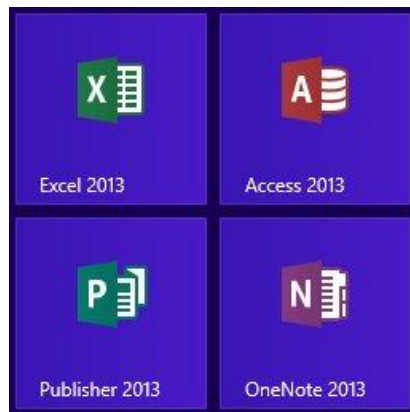 X
A
Excel 2013
Access 2013
P
N
Publisher 2013
OneNote 2013